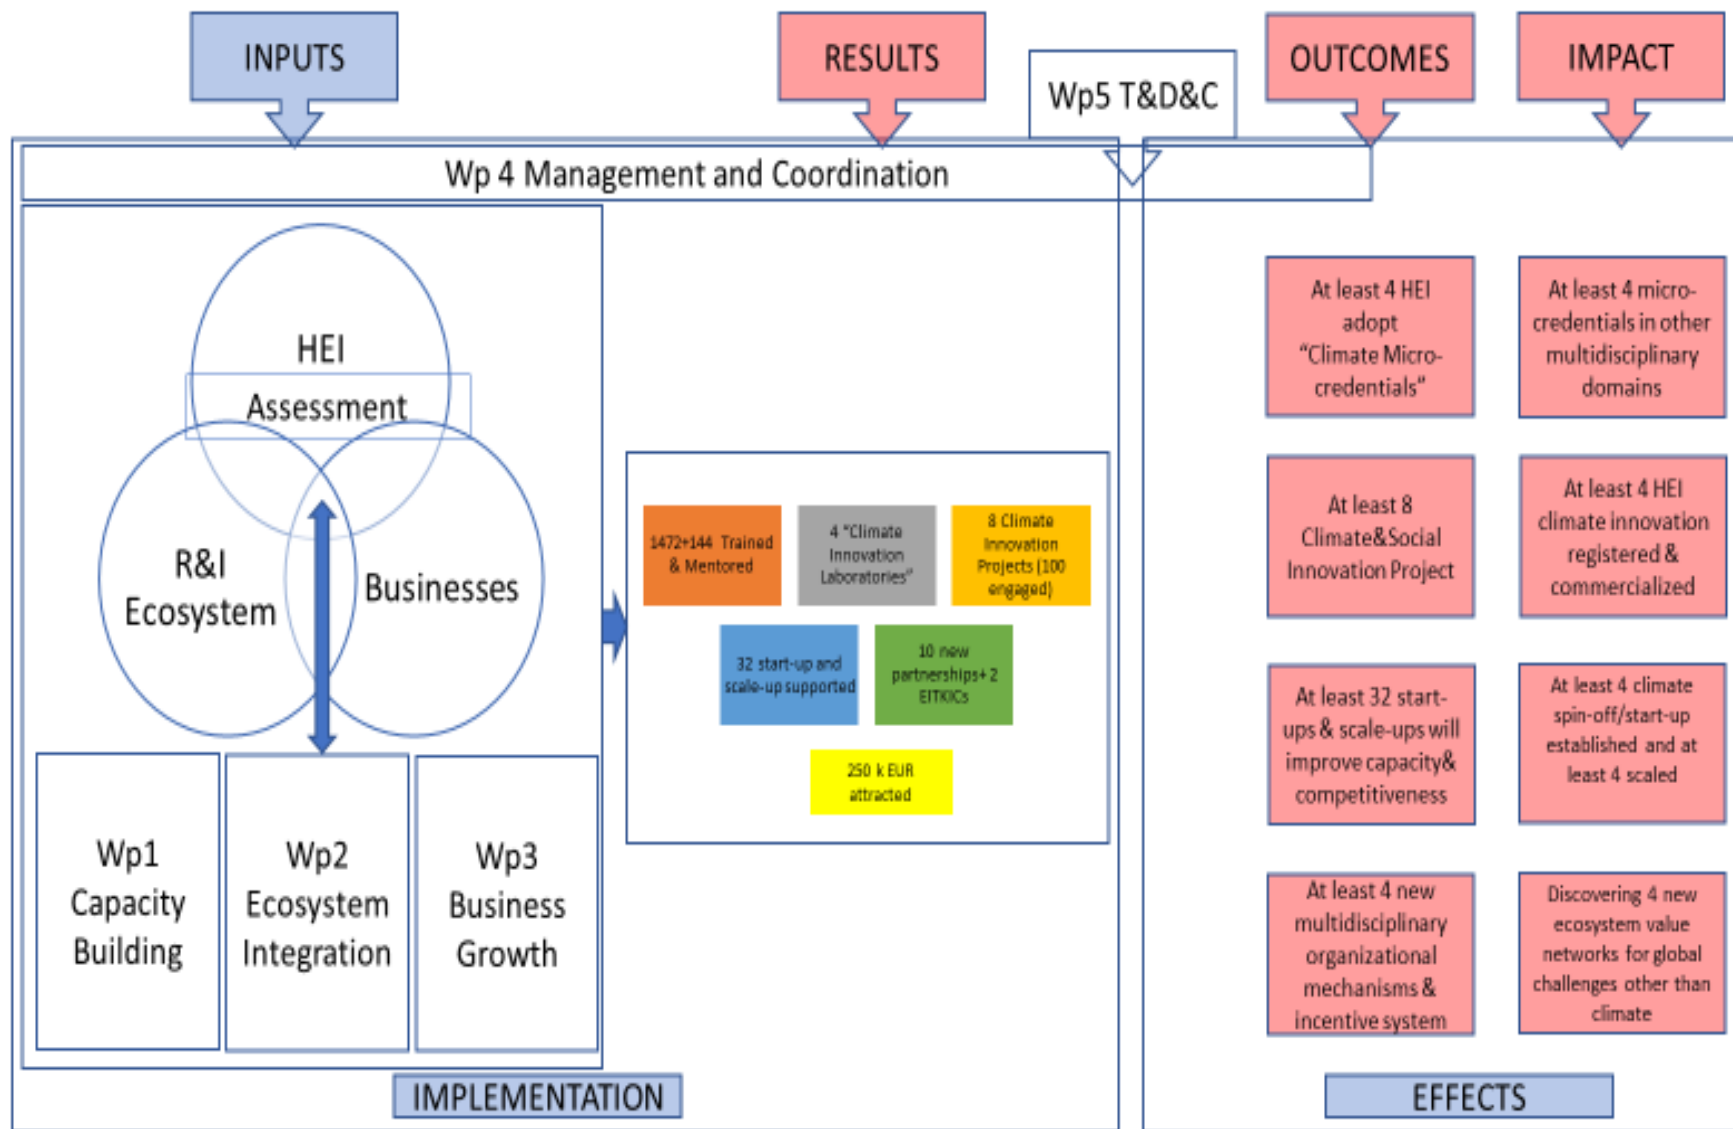 INPUTS
RESULTS
Wp5 T&D&C
OUTCOMES
IMPACT
Wp 4 Management and Coordination
HEI
Assessment
R&I
Ecosystem
Businesses
Wp1
Capacity
Building
Wp2
Ecosystem
Integration
Wp3
Business
Growth
1472+144 Trained
& Mentored
4 “Climate
Innovation
Laboratories”
8 Climate
Innovation
Projects (100
engaged)
32 start-up and
scale-up supported
10 new
partnerships+ 2
EITKICs
250 k EUR
attracted
At least 4 HEI
adopt
“Climate Micro-
credentials”
At least 4 micro-
credentials in other
multidisciplinary
domains
At least 8
Climate&Social
Innovation Project
At least 4 HEI
climate innovation
registered &
commercialized
At least 32 start-
ups & scale-ups will
improve capacity&
competitiveness
At least 4 climate
spin-off/start-up
established and at
least 4 scaled
At least 4 new
multidisciplinary
organizational
mechanisms &
incentive system
Discovering 4 new
ecosystem value
networks for global
challenges other than
climate
IMPLEMENTATION
EFFECTS